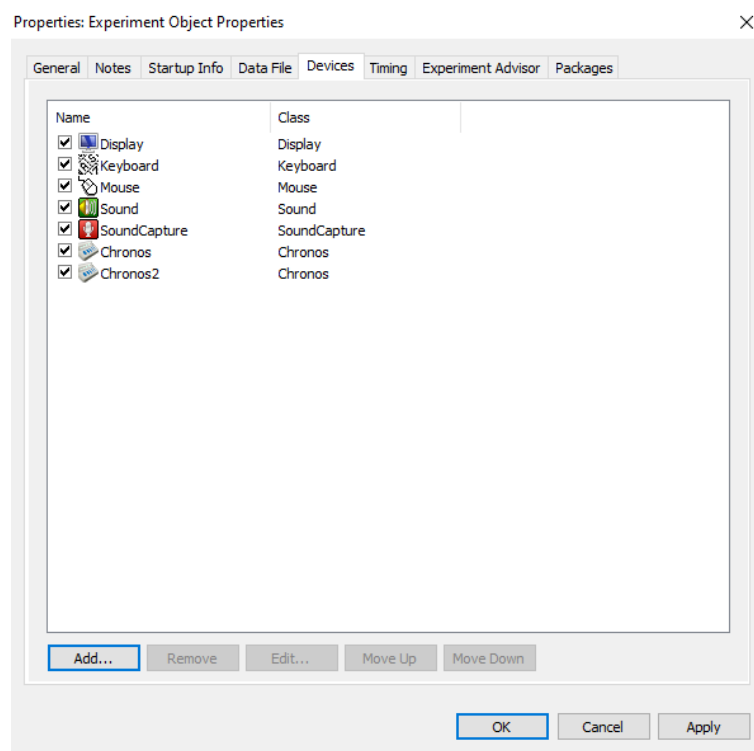 Properties: Experiment Object Properties
General Notes Startup Info Data File Devices Timing Experiment Advisor Packages
Name Class
Display Display
Keyboard Keyboard
Mouse Mouse
Sound Sound
SoundCapture SoundCapture
Chronos Chronos
Chronos2 Chronos
Add... Remove Edit... Move Up Move Down
OK Cancel Apply